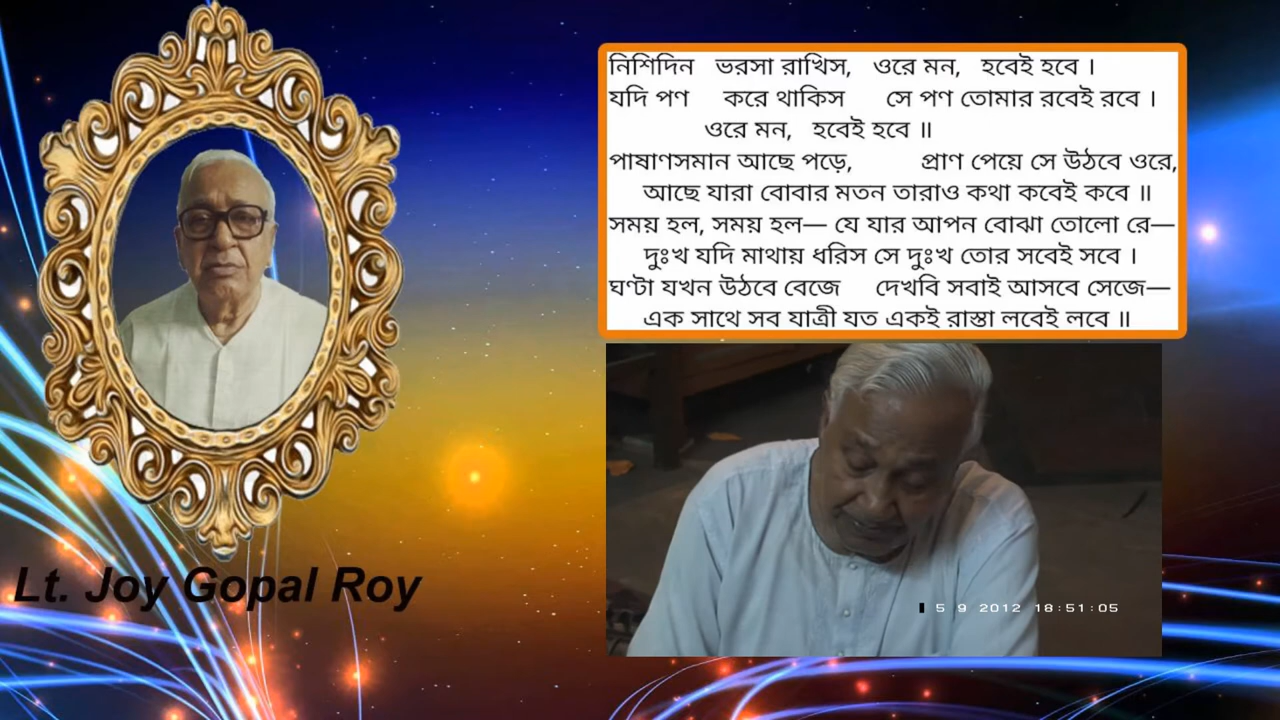 নিশিদিন ভরসা রাখিস, ওরে মন, হবেই হবে ।
যদি পণ করে থাকিস সে পণ তোমার রবেই রবে ।
ওরে মন, হবেই হবে ॥
পাষাণসমান আছে পড়ে, প্রাণ পেয়ে সে উঠবে ওরে,
আছে যারা বোবার মতন তারাও কথা কবেই কবে ॥
সময় হল, সময় হল— যে যার আপন বোঝা তোলো রে—
দুঃখ যদি মাথায় ধরিস সে দুঃখ তোর সবেই সবে ।
ঘণ্টা যখন উঠবে বেজে দেখবি সবাই আসবে সেজে—
এক সাথে সব যাত্রী যত একই রাস্তা লবেই লবে ॥
Lt. Joy Gopal Roy
5 9 2012 18:51:05